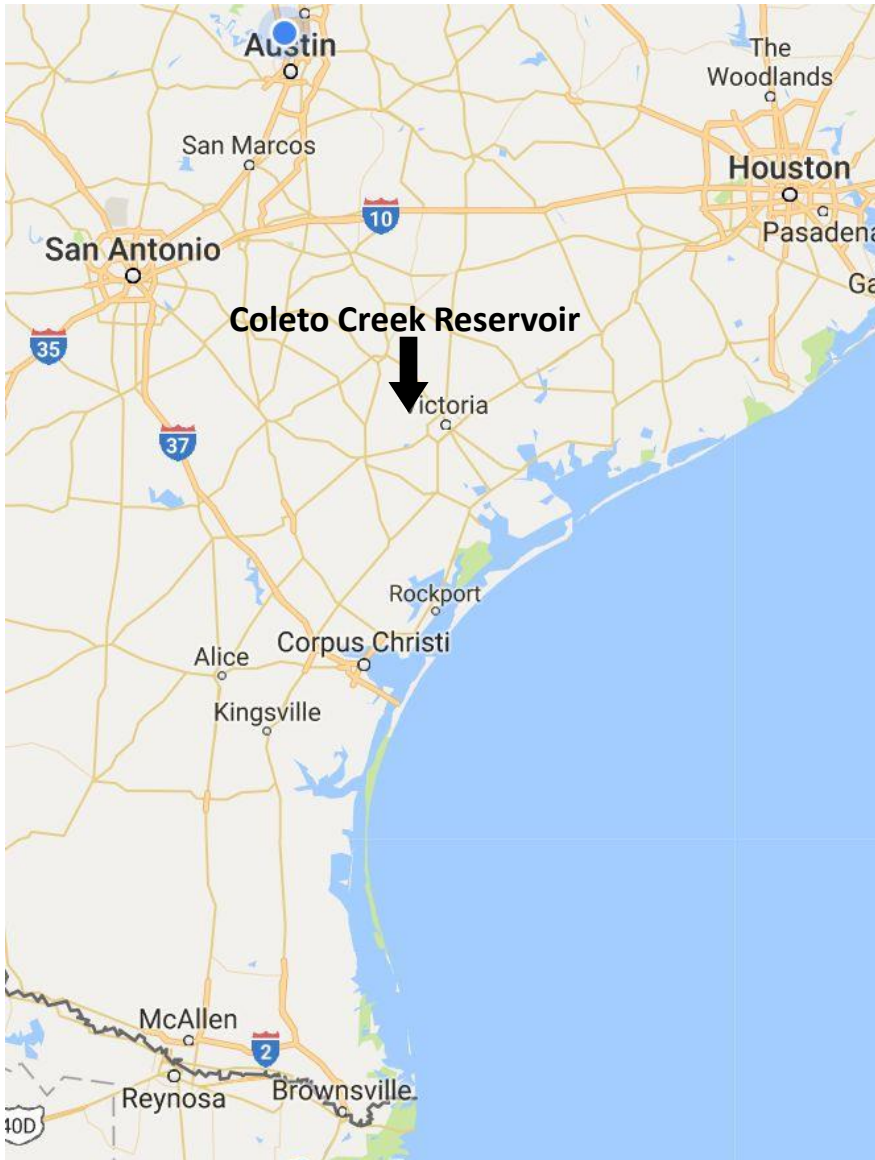 Austin
The
Woodlands
San Marcos
Houston
10
Pasadena
San Antonio
Ga
Coleto Creek Reservoir
35
Victoria
37
Rockport
Corpus Christi
Alice
Kingsville
McAllen
2
Reynosa
Brownsville
40D